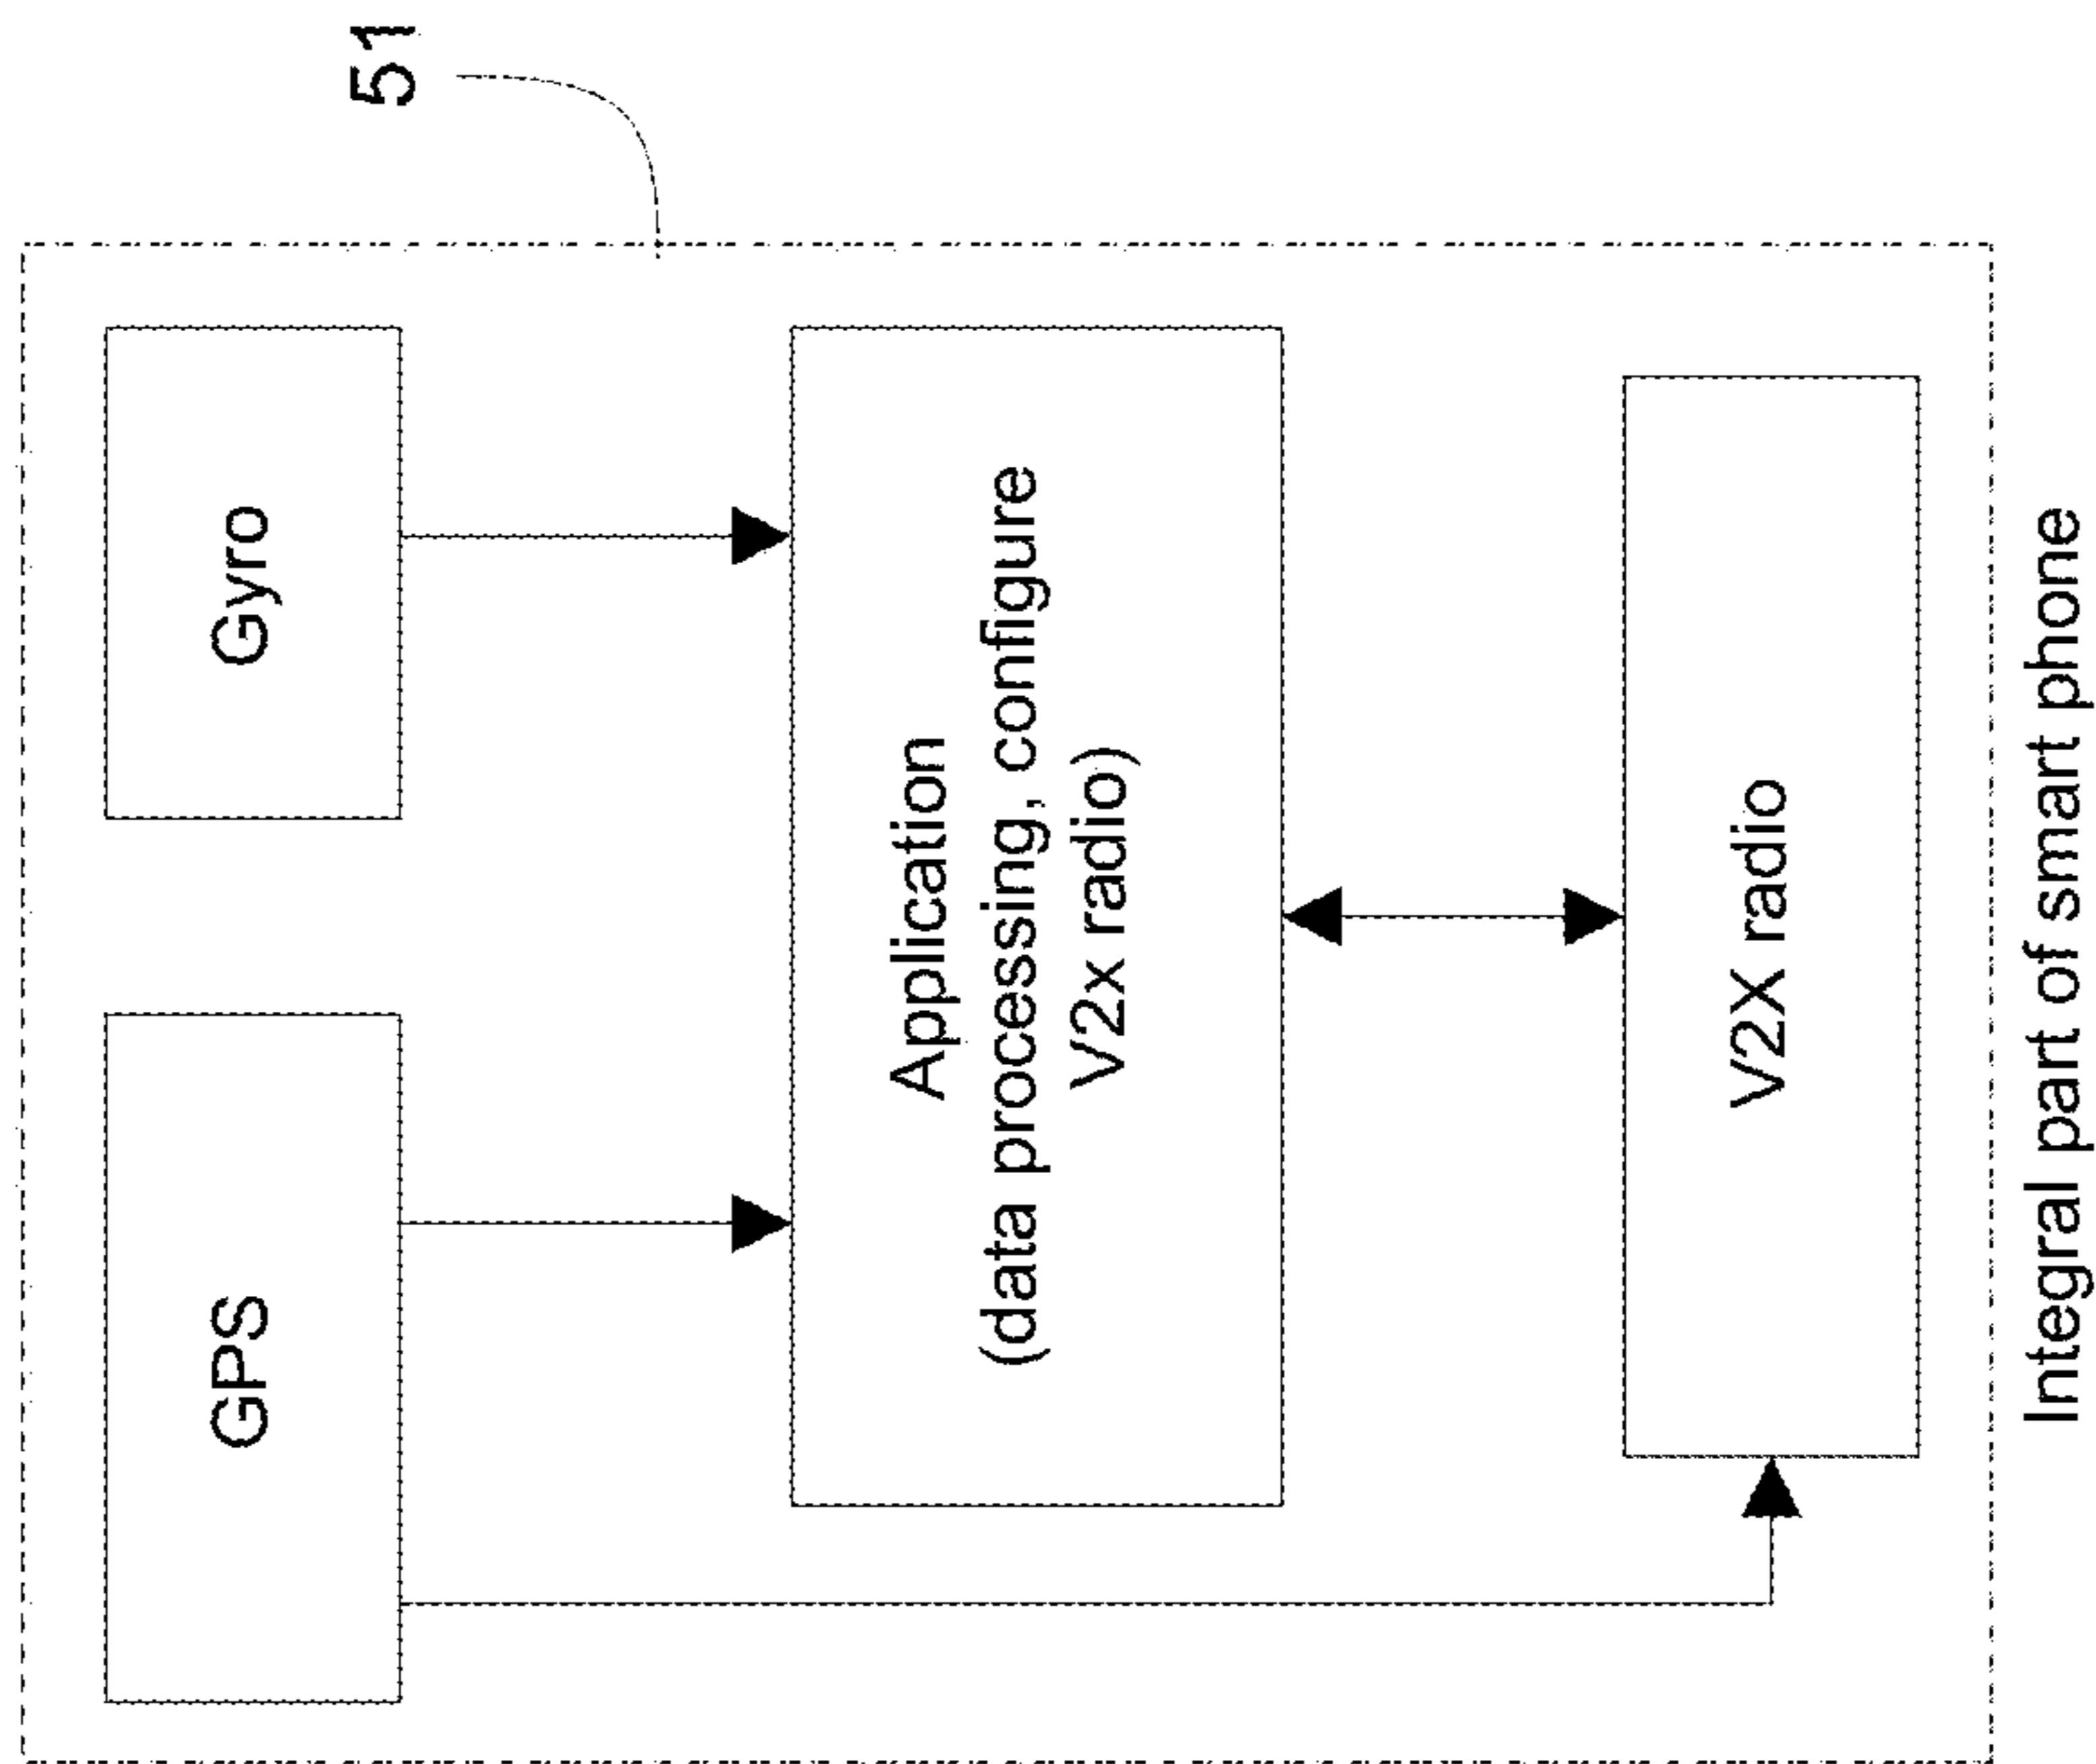 51
GPS
Gyro
Application
(data processing, configure
V2x radio)
V2X radio
Integral part of smart phone